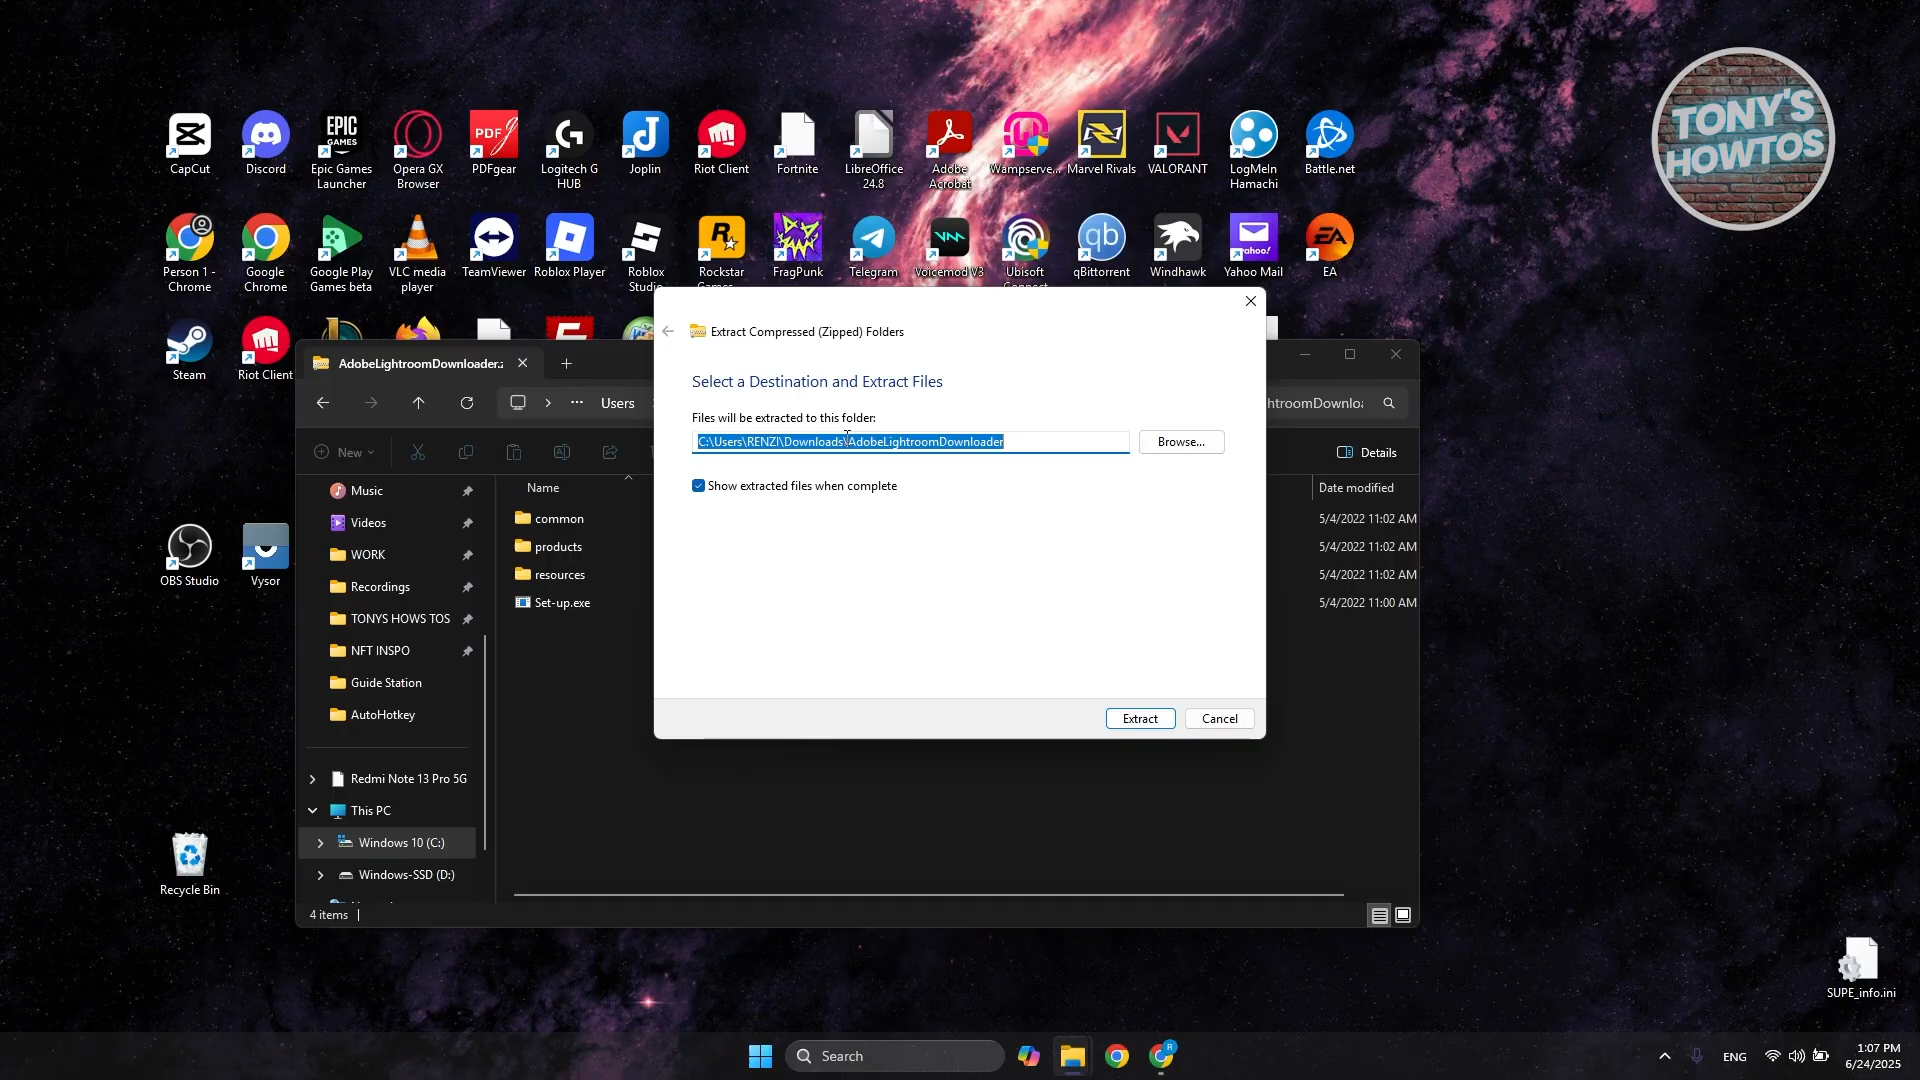 TONY'S
HOWTOS
CapCut
Discord
Epic Games
Launcher
Opera GX
Browser
PDFgear
Logitech G
HUB
Joplin
Riot Client
Fortnite
LibreOffice
24.8
Adobe
Acrobat
Wampserve...
Marvel Rivals
VALORANT
LogMeIn
Hamachi
Battle.net
Person 1 -
Chrome
Google
Chrome
Google Play
Games beta
VLC media
player
TeamViewer
Roblox Player
Roblox
Studio
Rockstar
Games
FragPunk
Telegram
Voicemod V3
Ubisoft
Connect
qBittorrent
Windhawk
Yahoo Mail
EA
Steam
Riot Client
OBS Studio
Vysor
Recycle Bin
SUPE_info.ini
AdobeLightroomDownloader.z
Users
New
Details
Music
Videos
WORK
Recordings
TONYS HOWS TOS
NFT INSPO
Guide Station
AutoHotkey
Redmi Note 13 Pro 5G
This PC
Windows 10 (C:)
Windows-SSD (D:)
4 items
Name
Date modified
common
5/4/2022 11:02 AM
products
5/4/2022 11:02 AM
resources
5/4/2022 11:02 AM
Set-up.exe
5/4/2022 11:00 AM
Extract Compressed (Zipped) Folders
Select a Destination and Extract Files
Files will be extracted to this folder:
C:\Users\RENZI\Downloads\AdobeLightroomDownloader
Browse...
Show extracted files when complete
Extract
Cancel
Search
ENG
1:07 PM
6/24/2025